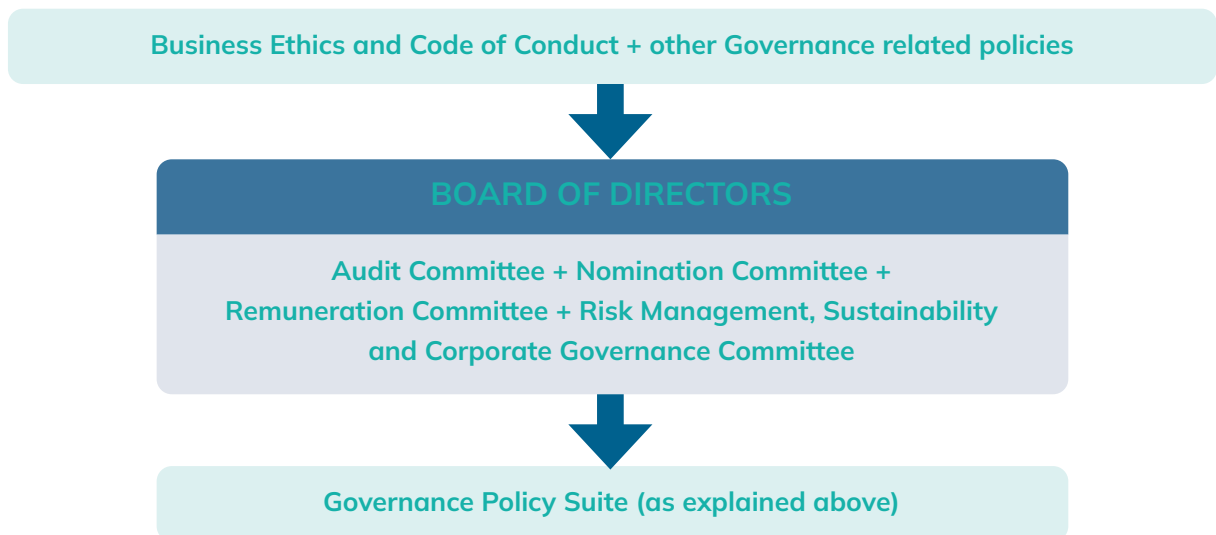 Business Ethics and Code of Conduct + other Governance related policies
BOARD OF DIRECTORS
Audit Committee + Nomination Committee +
Remuneration Committee + Risk Management, Sustainability
and Corporate Governance Committee
Governance Policy Suite (as explained above)